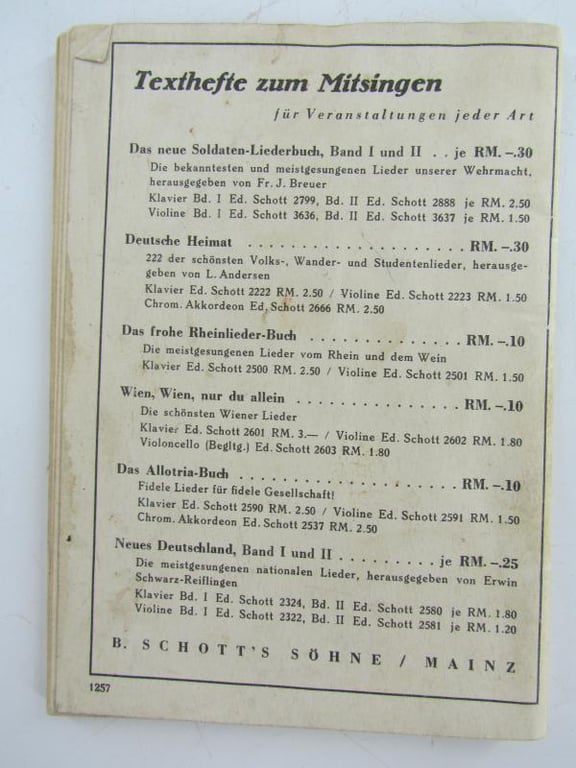 Texthefte zum Mitsingen
für Veranstaltungen jeder Art
Das neue Soldaten-Liederbuch, Band I und II . . je RM. –.30
Die bekanntesten und meistgesungenen Lieder unserer Wehrmacht,
herausgegeben von Fr. J. Breuer
Klavier Bd. I Ed. Schott 2799, Bd. II Ed. Schott 2888 je RM. 2.50
Violine Bd. I Ed. Schott 3636, Bd. II Ed. Schott 3637 je RM. 1.50
Deutsche Heimat . . . . . . . . . . . . . . . . . . . . RM. –.30
222 der schönsten Volks-, Wander- und Studentenlieder, herausge-
geben von L. Andersen
Klavier Ed. Schott 2222 RM. 2.50 / Violine Ed. Schott 2223 RM. 1.50
Chrom. Akkordeon Ed. Schott 2666 RM. 2.50
Das frohe Rheinlieder-Buch . . . . . . . . . . . . . . RM. –.10
Die meistgesungenen Lieder vom Rhein und dem Wein
Klavier Ed. Schott 2500 RM. 2.50 / Violine Ed. Schott 2501 RM. 1.50
Wien, Wien, nur du allein . . . . . . . . . . . . . . . RM. –.10
Die schönsten Wiener Lieder
Klavier Ed. Schott 2601 RM. 3.— / Violine Ed. Schott 2602 RM. 1.80
Violoncello (Begltg.) Ed. Schott 2603 RM. 1.80
Das Allotria-Buch . . . . . . . . . . . . . . . . . . . . RM. –.10
Fidele Lieder für fidele Gesellschaft!
Klavier Ed. Schott 2590 RM. 2.50 / Violine Ed. Schott 2591 RM. 1.50
Chrom. Akkordeon Ed. Schott 2537 RM. 2.50
Neues Deutschland, Band I und II . . . . . . . . . je RM. –.25
Die meistgesungenen nationalen Lieder, herausgegeben von Erwin
Schwarz-Reiflingen
Klavier Bd. I Ed. Schott 2324, Bd. II Ed. Schott 2580 je RM. 1.80
Violine Bd. I Ed. Schott 2322, Bd. II Ed. Schott 2581 je RM. 1.20
B. SCHOTT'S SÖHNE / MAINZ
1257